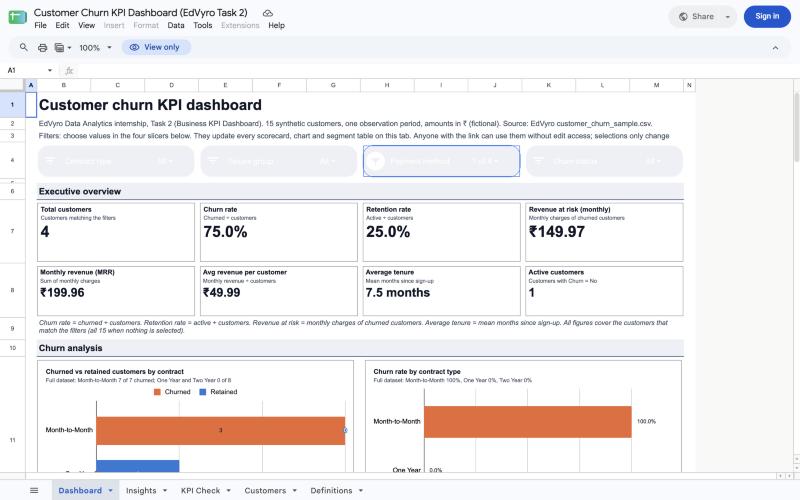 Customer Churn KPI Dashboard (EdVyro Task 2)
File Edit View Insert Format Data Tools Extensions Help
Share
Sign in
100%
View only
A1
fx
A B C D E F G H I J K L M N
1 Customer churn KPI dashboard
2 EdVyro Data Analytics internship, Task 2 (Business KPI Dashboard). 15 synthetic customers, one observation period, amounts in ₹ (fictional). Source: EdVyro customer_churn_sample.csv.
3 Filters: choose values in the four slicers below. They update every scorecard, chart and segment table on this tab. Anyone with the link can use them without edit access; selections only change
4 Contract type All Tenure group All Payment method 1 of 4 Churn status All
6 Executive overview
Total customers Churn rate Retention rate Revenue at risk (monthly)
Customers matching the filters Churned ÷ customers Active ÷ customers Monthly charges of churned customers
7 4 75.0% 25.0% ₹149.97
Monthly revenue (MRR) Avg revenue per customer Average tenure Active customers
Sum of monthly charges Monthly revenue ÷ customers Mean months since sign-up Customers with Churn = No
8 ₹199.96 ₹49.99 7.5 months 1
9 Churn rate = churned ÷ customers. Retention rate = active ÷ customers. Revenue at risk = monthly charges of churned customers. Average tenure = mean months since sign-up. All figures cover the customers that
match the filters (all 15 when nothing is selected).
10 Churn analysis
Churned vs retained customers by contract
Full dataset: Month-to-Month 7 of 7 churned; One Year and Two Year 0 of 8
Churned Retained
Month-to-Month 3 0
Churn rate by contract type
Full dataset: Month-to-Month 100%, One Year 0%, Two Year 0%
Month-to-Month 100.0%
One Year 0.0%
11
Dashboard Insights KPI Check Customers Definitions